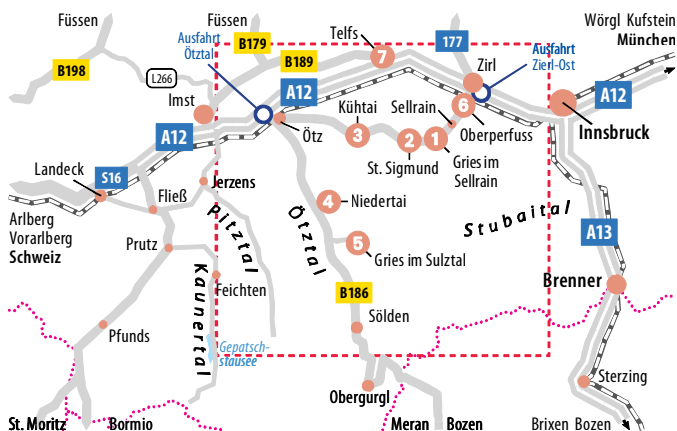 Füssen
Füssen
Wörgl Kufstein
München
Telfs
Ausfahrt
Ötztal
B179
177
B189
7
Zirl
Ausfahrt
Zierl-Ost
B198
L266
Imst
A12
A12
A12
Kühtai
Sellrain
6
Oberperfuss
Innsbruck
Ötz
3
2
1
St. Sigmund
Gries im
Sellrain
Landeck
S16
Fließ
Jerzens
4
Niedertai
Arlberg
Vorarlberg
Schweiz
Pitztal
Ötztal
Stubaital
A13
Prutz
5
Gries im Sulztal
Kaunertal
Feichten
B186
Brenner
Pfunds
Sölden
Gepatsch-
stausee
Obergurgl
Sterzing
St. Moritz
Bormio
Meran
Bozen
Brixen Bozen